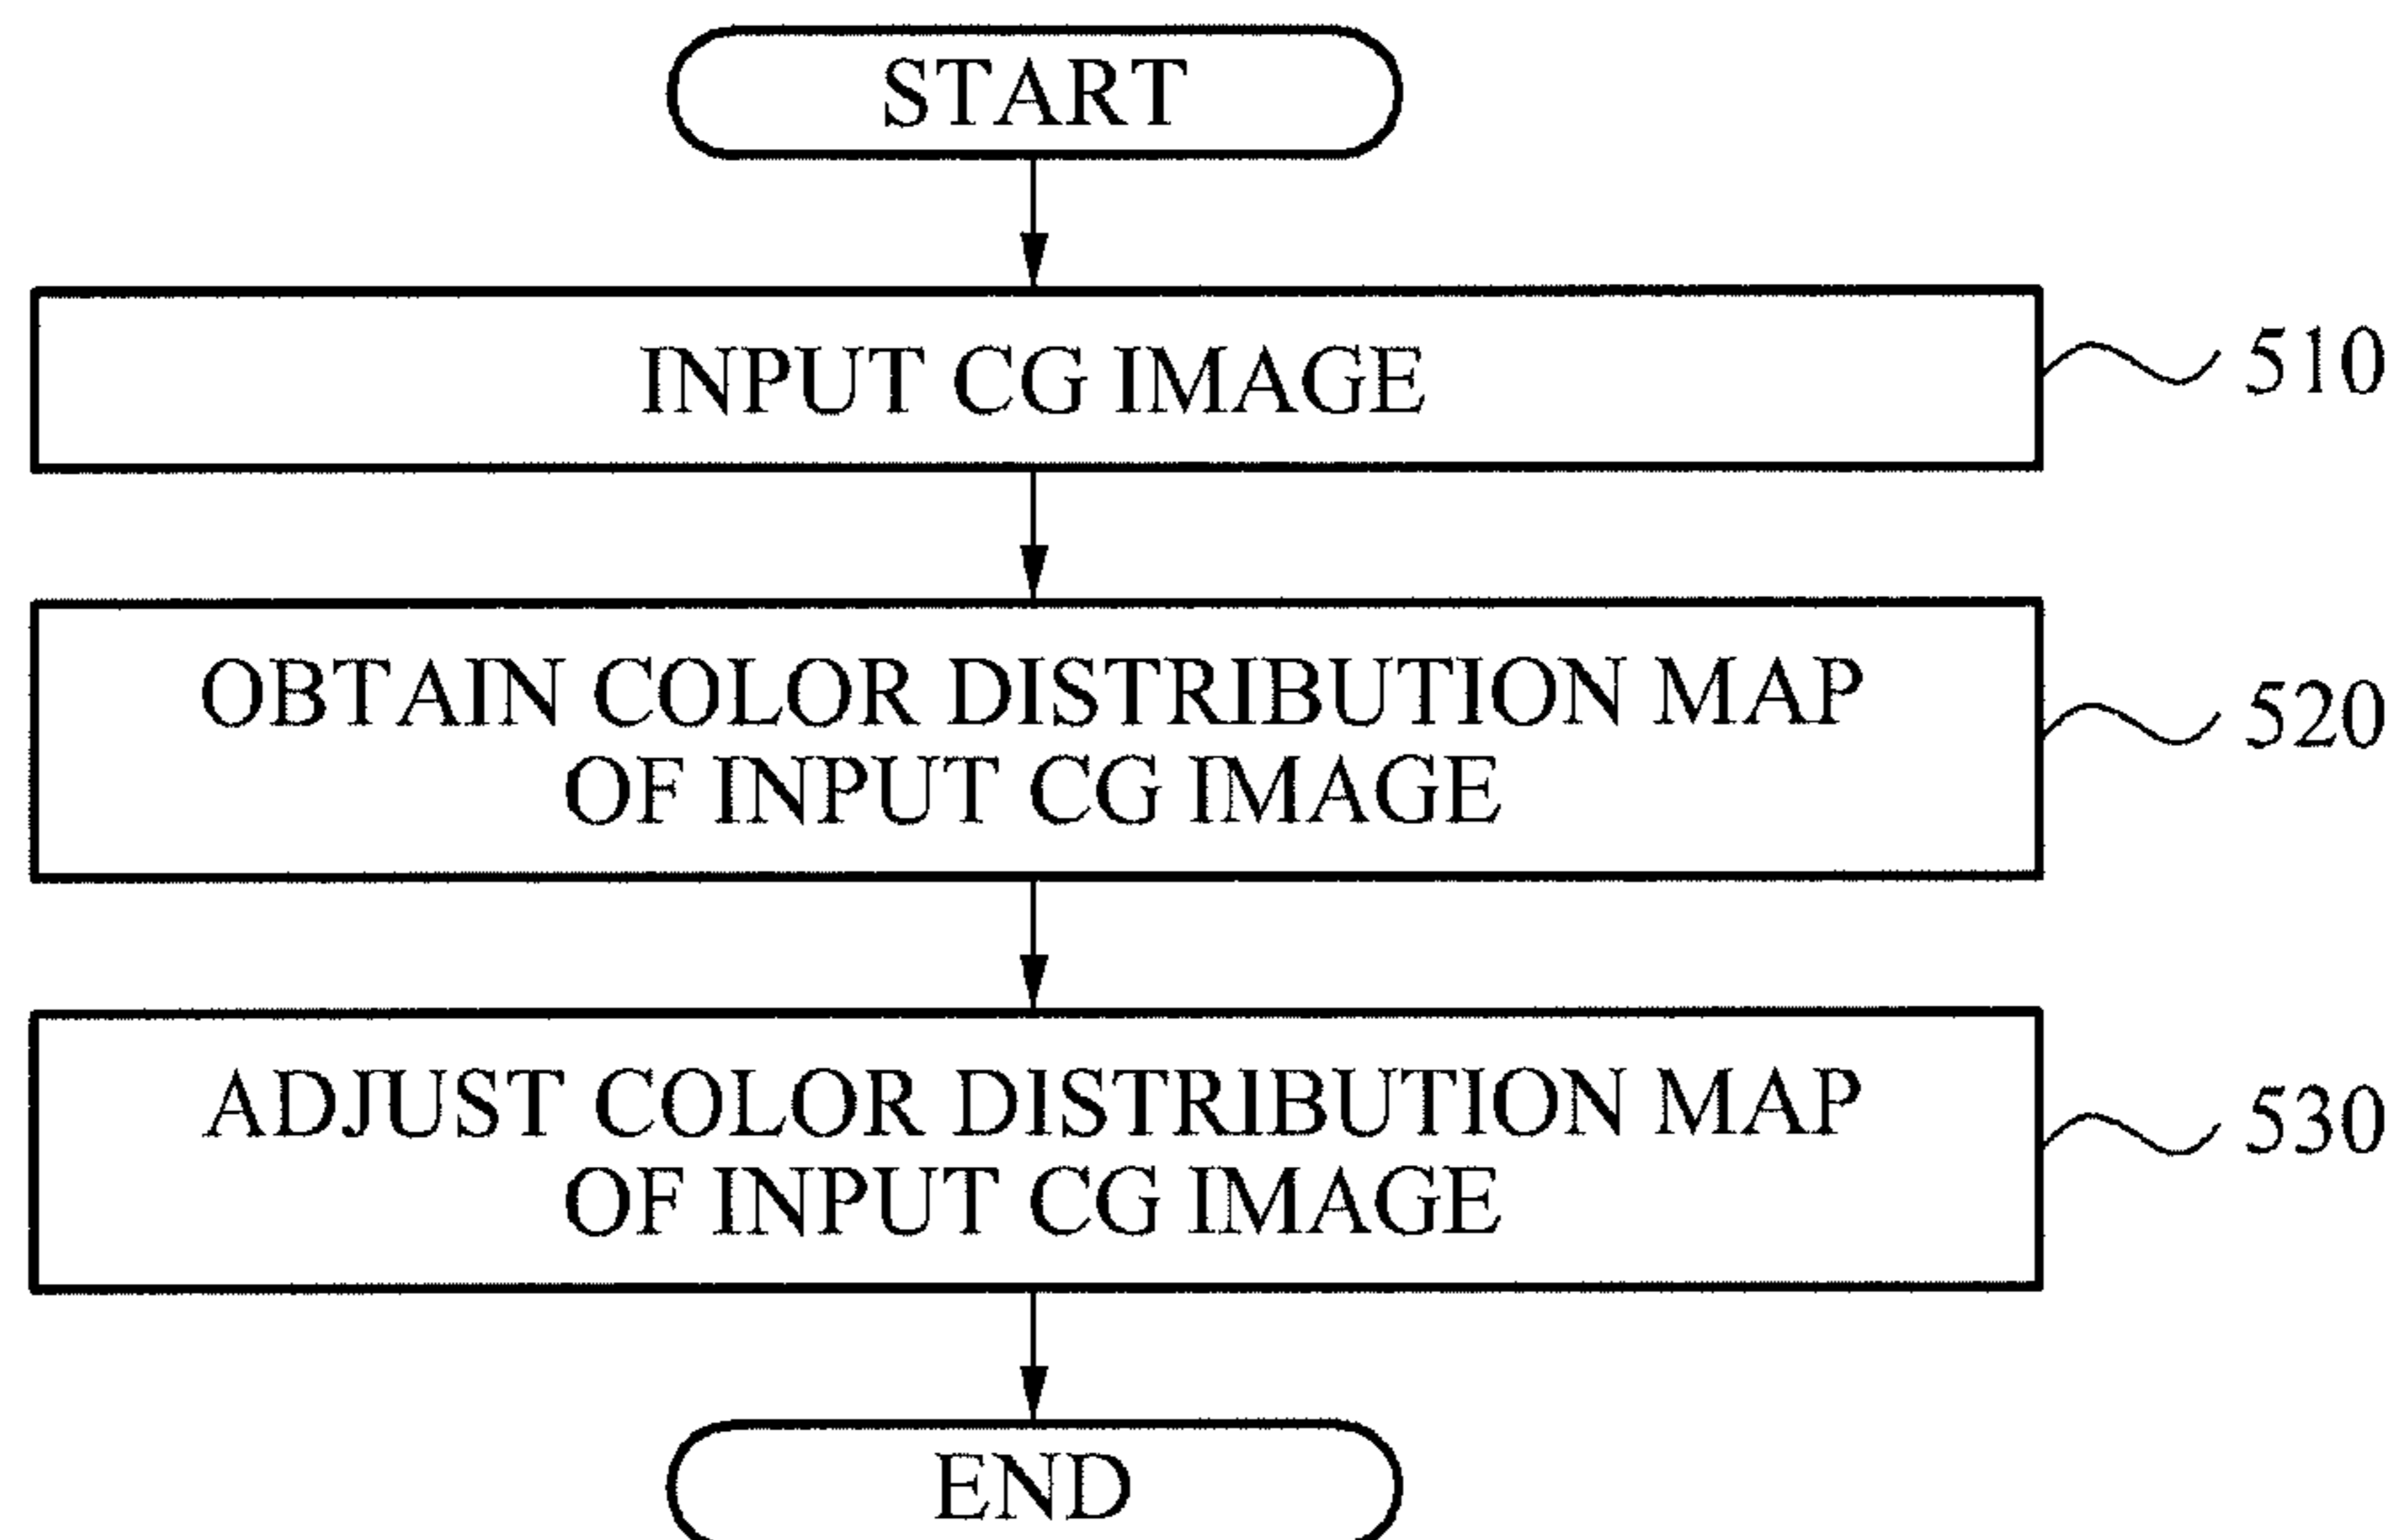 START
INPUT CG IMAGE
510
OBTAIN COLOR DISTRIBUTION MAP
OF INPUT CG IMAGE
520
ADJUST COLOR DISTRIBUTION MAP
OF INPUT CG IMAGE
530
END